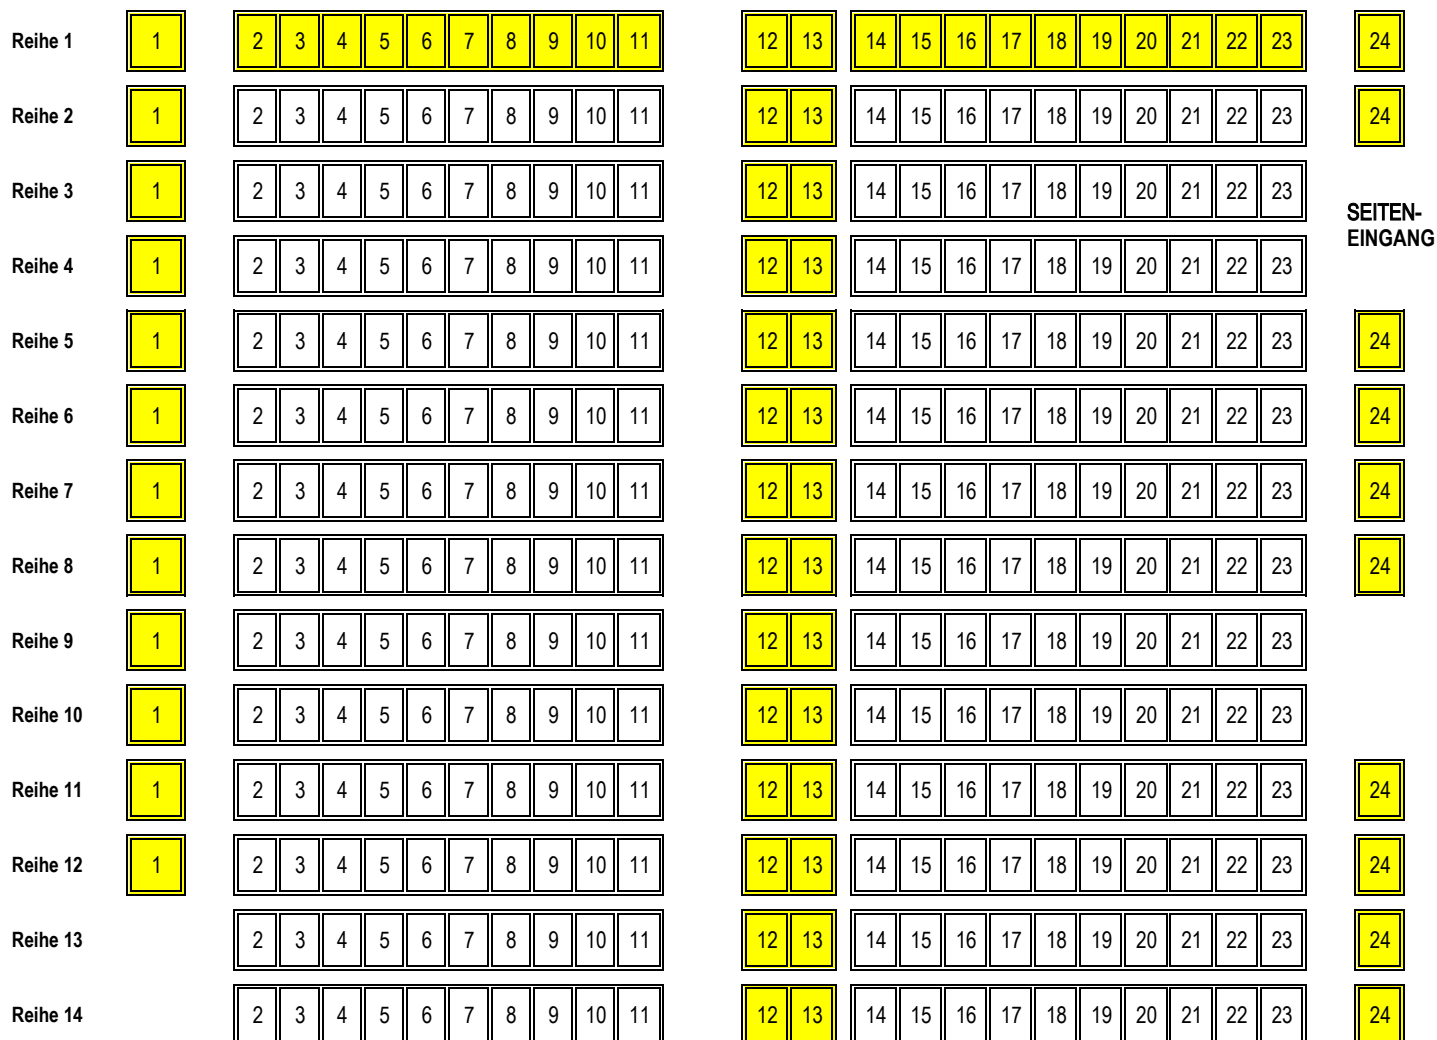 Reihe 1 1 2 3 4 5 6 7 8 9 10 11 12 13 14 15 16 17 18 19 20 21 22 23 24
Reihe 2 1 2 3 4 5 6 7 8 9 10 11 12 13 14 15 16 17 18 19 20 21 22 23 24
Reihe 3 1 2 3 4 5 6 7 8 9 10 11 12 13 14 15 16 17 18 19 20 21 22 23
SEITEN-
EINGANG
Reihe 4 1 2 3 4 5 6 7 8 9 10 11 12 13 14 15 16 17 18 19 20 21 22 23
Reihe 5 1 2 3 4 5 6 7 8 9 10 11 12 13 14 15 16 17 18 19 20 21 22 23 24
Reihe 6 1 2 3 4 5 6 7 8 9 10 11 12 13 14 15 16 17 18 19 20 21 22 23 24
Reihe 7 1 2 3 4 5 6 7 8 9 10 11 12 13 14 15 16 17 18 19 20 21 22 23 24
Reihe 8 1 2 3 4 5 6 7 8 9 10 11 12 13 14 15 16 17 18 19 20 21 22 23 24
Reihe 9 1 2 3 4 5 6 7 8 9 10 11 12 13 14 15 16 17 18 19 20 21 22 23
Reihe 10 1 2 3 4 5 6 7 8 9 10 11 12 13 14 15 16 17 18 19 20 21 22 23
Reihe 11 1 2 3 4 5 6 7 8 9 10 11 12 13 14 15 16 17 18 19 20 21 22 23 24
Reihe 12 1 2 3 4 5 6 7 8 9 10 11 12 13 14 15 16 17 18 19 20 21 22 23 24
Reihe 13 2 3 4 5 6 7 8 9 10 11 12 13 14 15 16 17 18 19 20 21 22 23 24
Reihe 14 2 3 4 5 6 7 8 9 10 11 12 13 14 15 16 17 18 19 20 21 22 23 24